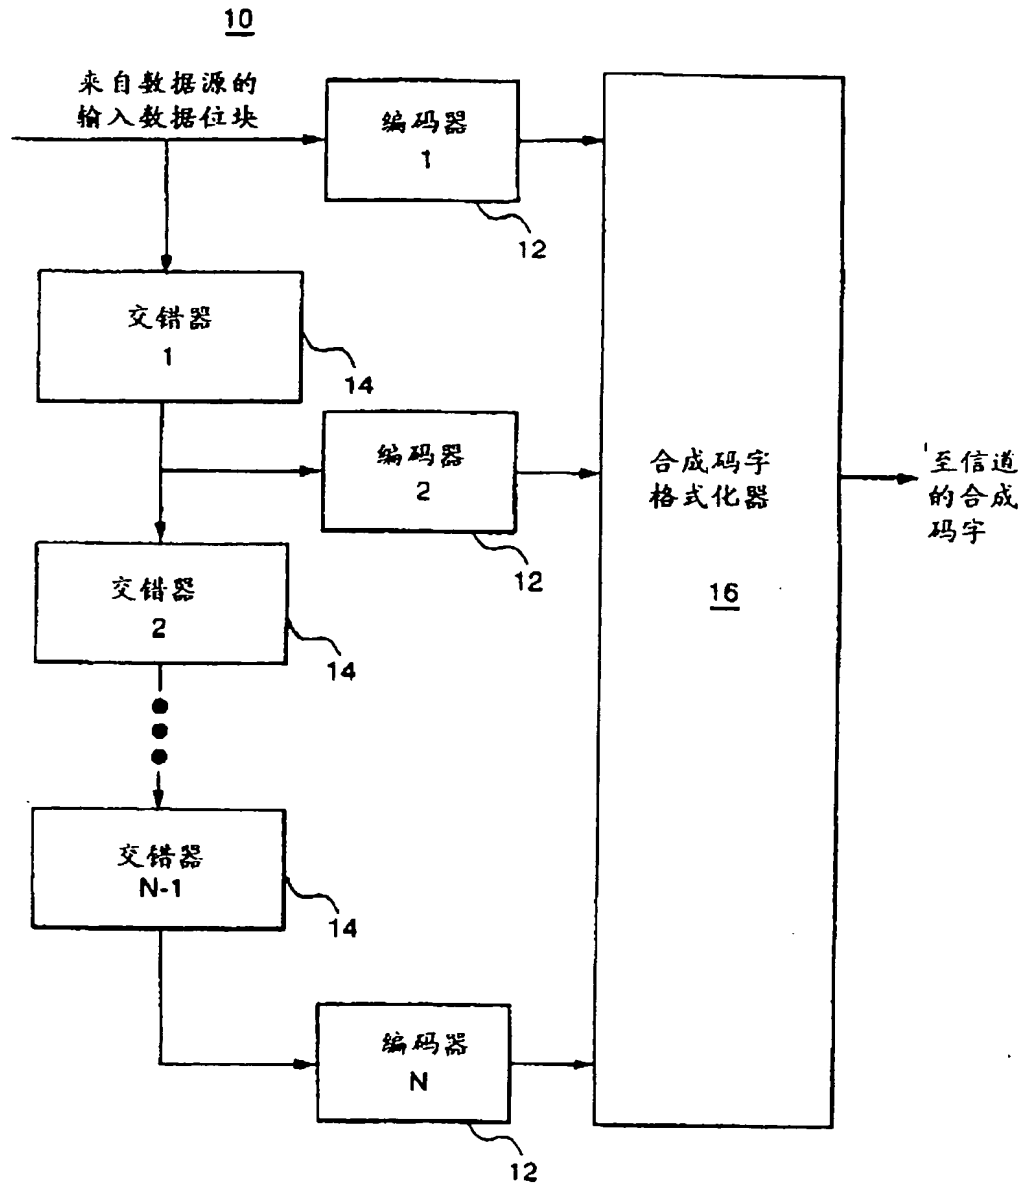 10
来自数据源的
输入数据位块
编码器
1
12
交错器
1
14
编码器
2
12
合成码字
格式化器
16
至信道
的合成
码字
交错器
2
14
交错器
N-1
14
编码器
N
12